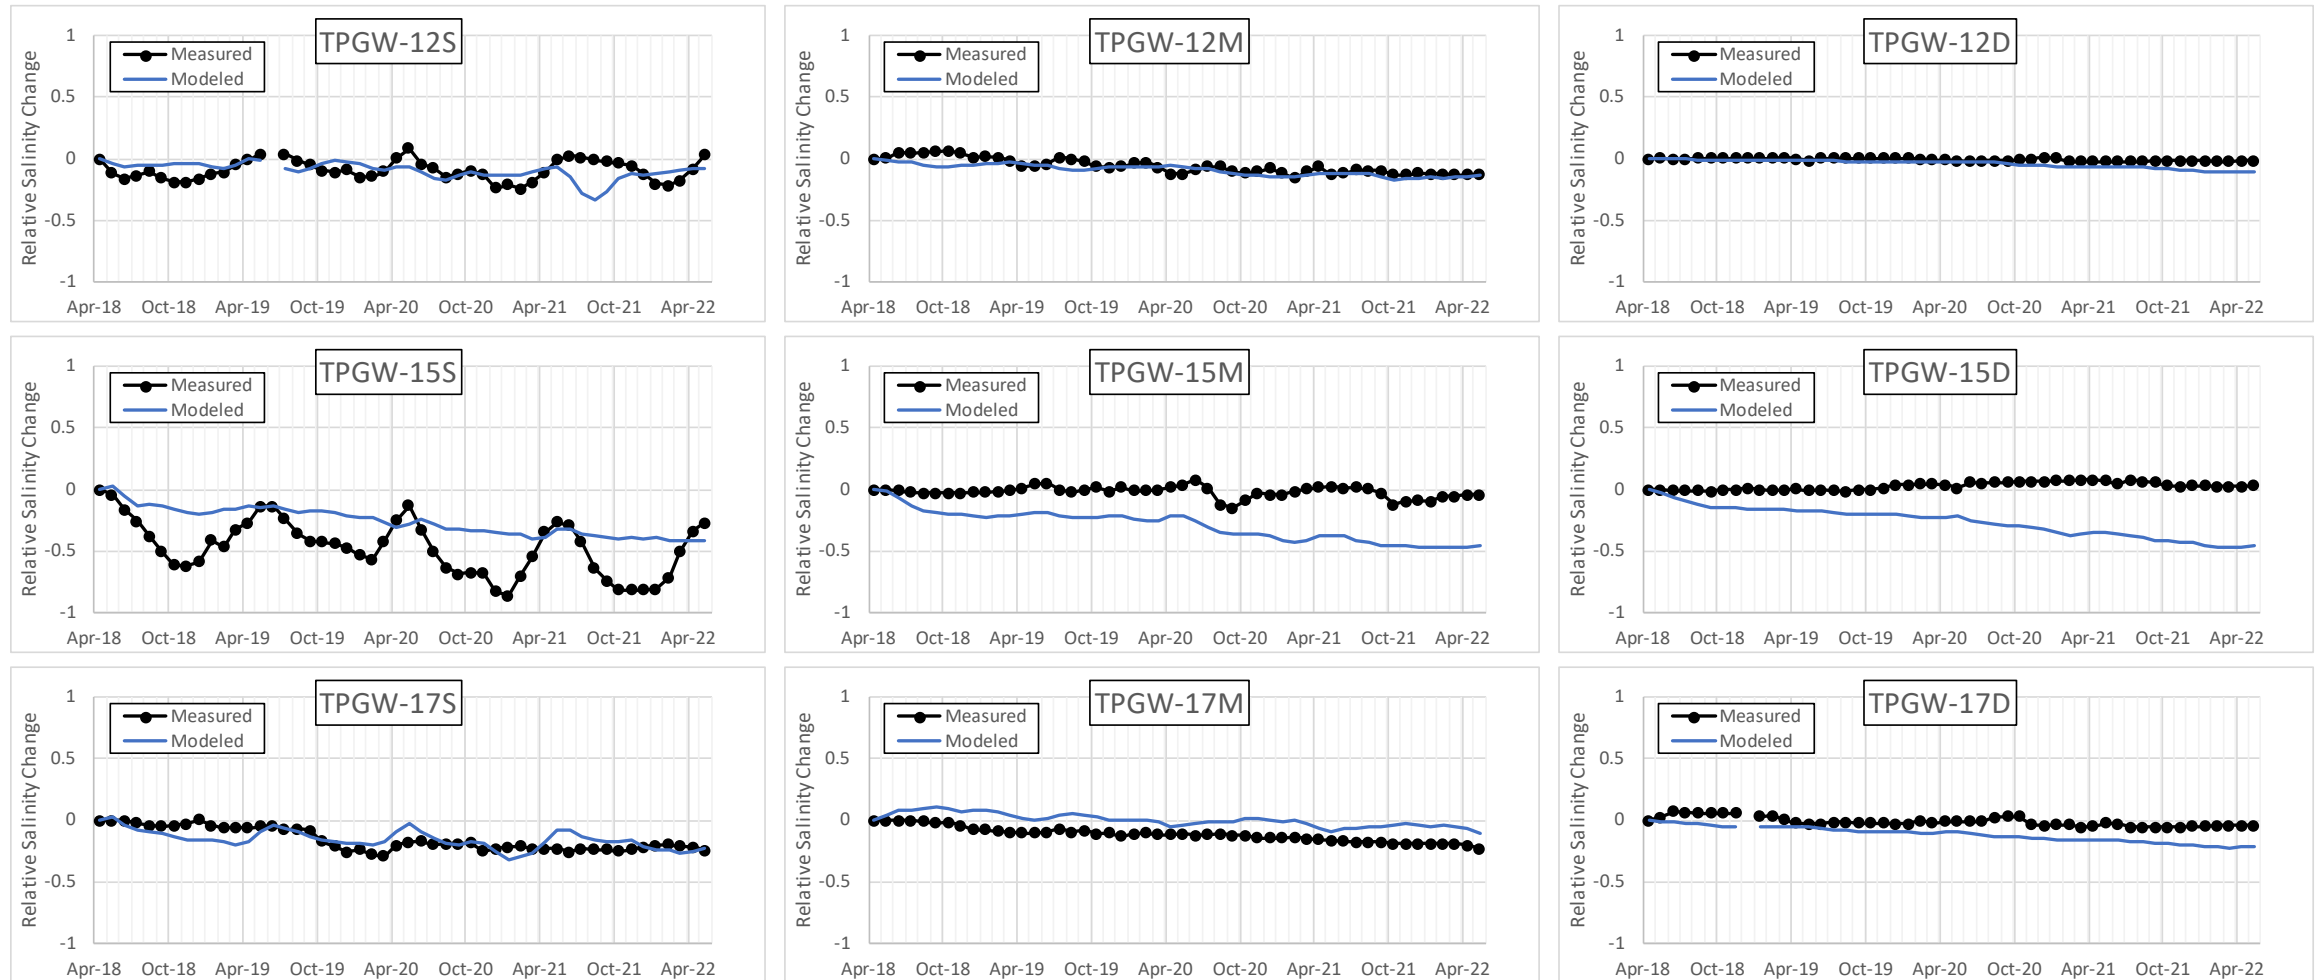 TPGW-12S
Measured
Modeled
Relative Salinity Change
1
0.5
0
-0.5
-1
Apr-18 Oct-18 Apr-19 Oct-19 Apr-20 Oct-20 Apr-21 Oct-21 Apr-22
TPGW-12M
Measured
Modeled
Relative Salinity Change
1
0.5
0
-0.5
-1
Apr-18 Oct-18 Apr-19 Oct-19 Apr-20 Oct-20 Apr-21 Oct-21 Apr-22
TPGW-12D
Measured
Modeled
Relative Salinity Change
1
0.5
0
-0.5
-1
Apr-18 Oct-18 Apr-19 Oct-19 Apr-20 Oct-20 Apr-21 Oct-21 Apr-22
TPGW-15S
Measured
Modeled
Relative Salinity Change
1
0.5
0
-0.5
-1
Apr-18 Oct-18 Apr-19 Oct-19 Apr-20 Oct-20 Apr-21 Oct-21 Apr-22
TPGW-15M
Measured
Modeled
Relative Salinity Change
1
0.5
0
-0.5
-1
Apr-18 Oct-18 Apr-19 Oct-19 Apr-20 Oct-20 Apr-21 Oct-21 Apr-22
TPGW-15D
Measured
Modeled
Relative Salinity Change
1
0.5
0
-0.5
-1
Apr-18 Oct-18 Apr-19 Oct-19 Apr-20 Oct-20 Apr-21 Oct-21 Apr-22
TPGW-17S
Measured
Modeled
Relative Salinity Change
1
0.5
0
-0.5
-1
Apr-18 Oct-18 Apr-19 Oct-19 Apr-20 Oct-20 Apr-21 Oct-21 Apr-22
TPGW-17M
Measured
Modeled
Relative Salinity Change
1
0.5
0
-0.5
-1
Apr-18 Oct-18 Apr-19 Oct-19 Apr-20 Oct-20 Apr-21 Oct-21 Apr-22
TPGW-17D
Measured
Modeled
Relative Salinity Change
1
0.5
0
-0.5
-1
Apr-18 Oct-18 Apr-19 Oct-19 Apr-20 Oct-20 Apr-21 Oct-21 Apr-22